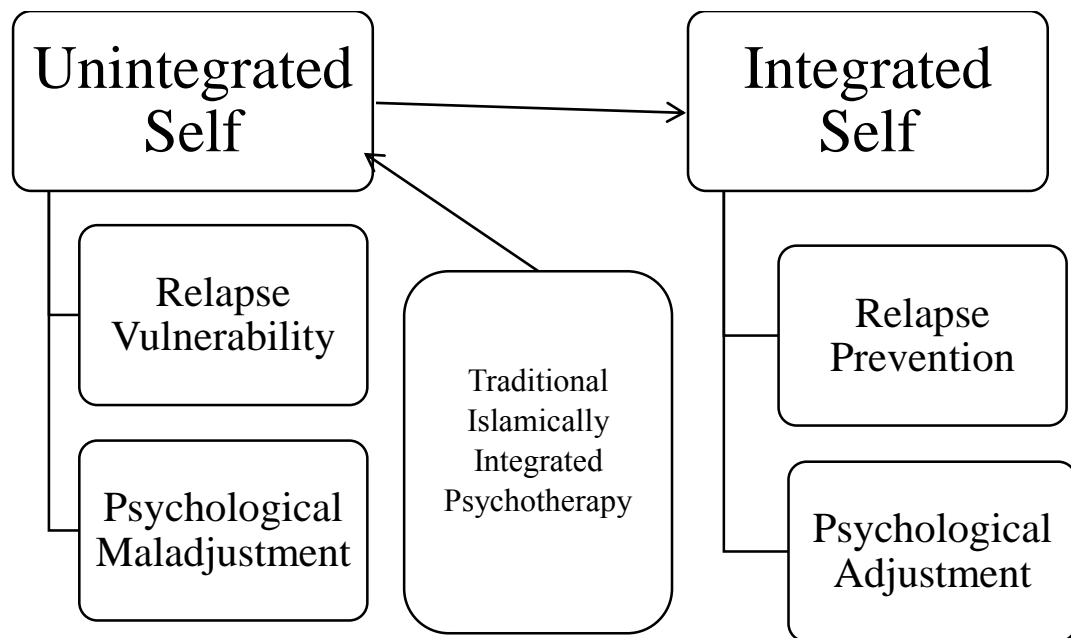 Unintegrated
Self
Integrated
Self
Relapse
Vulnerability
Psychological
Maladjustment
Traditional
Islamically
Integrated
Psychotherapy
Relapse
Prevention
Psychological
Adjustment